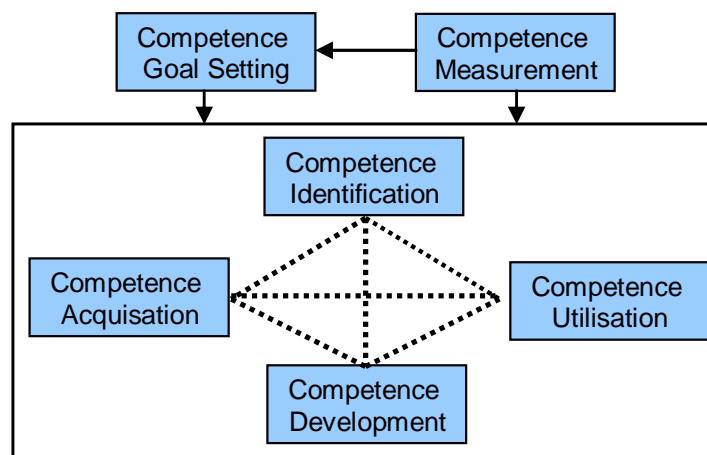 Competence
Goal Setting
Competence
Measurement
Competence
Identification
Competence
Acquisation
Competence
Utilisation
Competence
Development